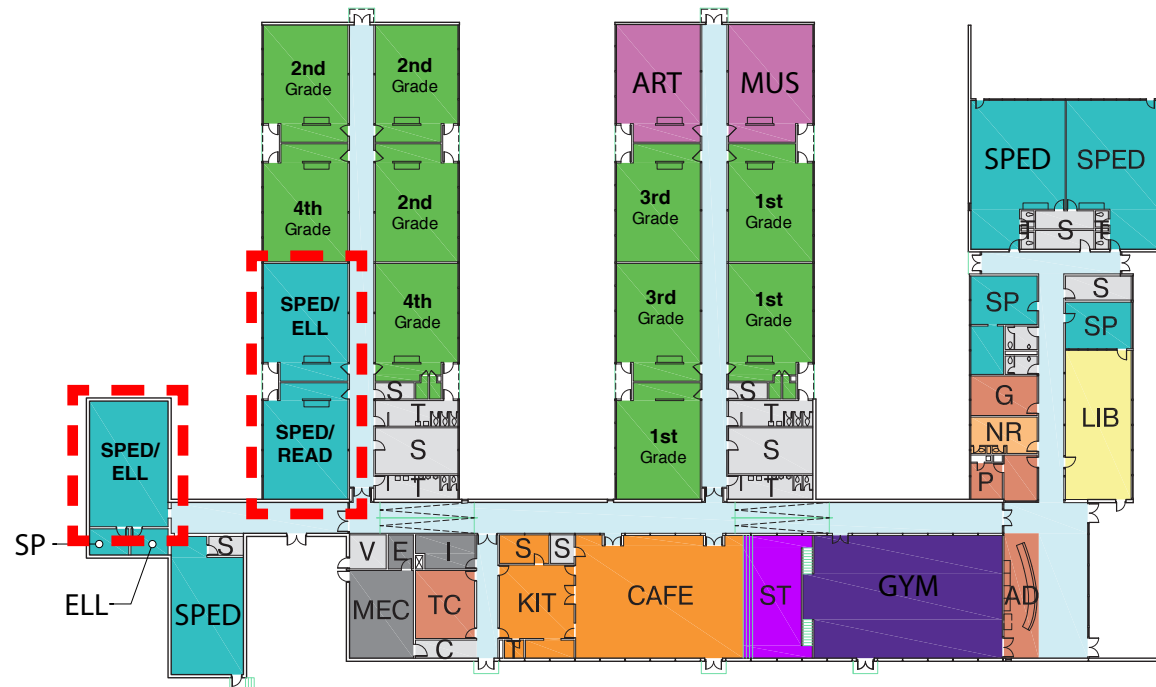 2nd
Grade
2nd
Grade
ART
MUS
4th
Grade
2nd
Grade
3rd
Grade
1st
Grade
SPED
SPED
T
S
T
SPED/
ELL
4th
Grade
3rd
Grade
1st
Grade
SP
S
SP
S
S
G
LIB
SPED/
ELL
SPED/
READ
T
S
T
1st
Grade
T
S
T
NR
P
SP
ELL
S
SPED
V
E
I
MEC
TC
C
S
S
KIT
T
CAFE
ST
GYM
AD